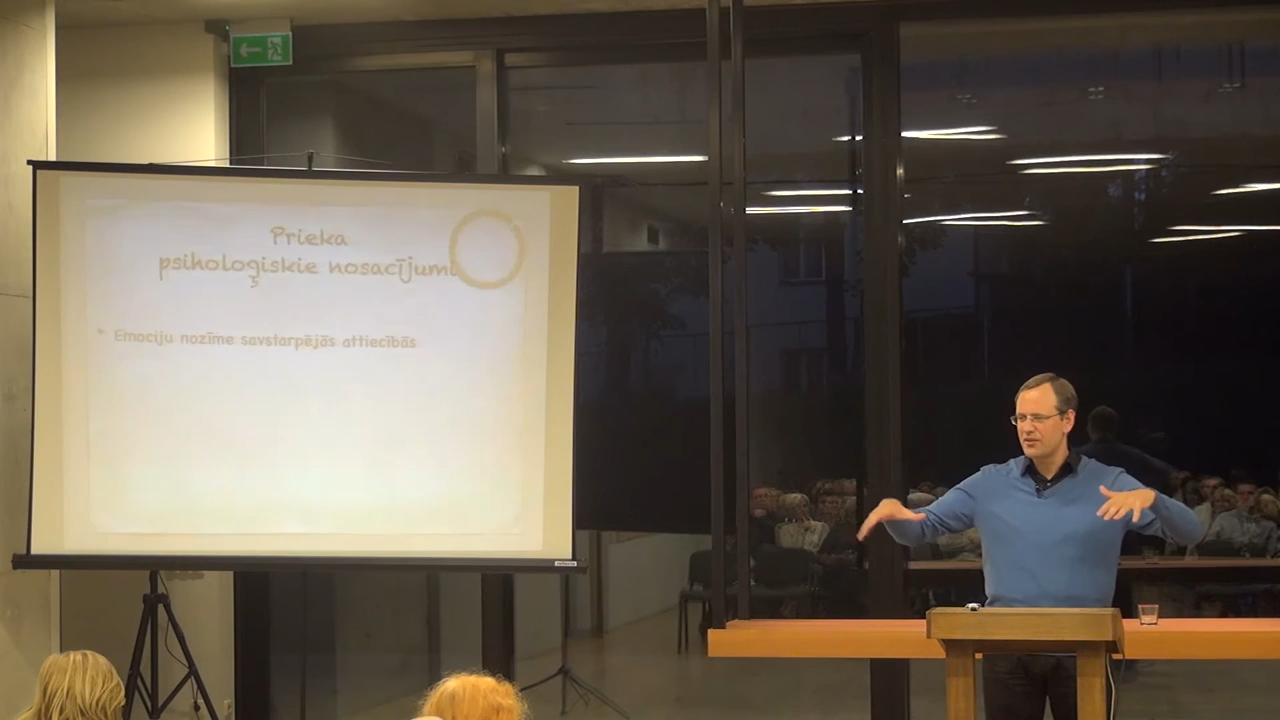 Prieka
psiholoģiskie nosacījumi
* Emociju nozīme savstarpējās attiecībās